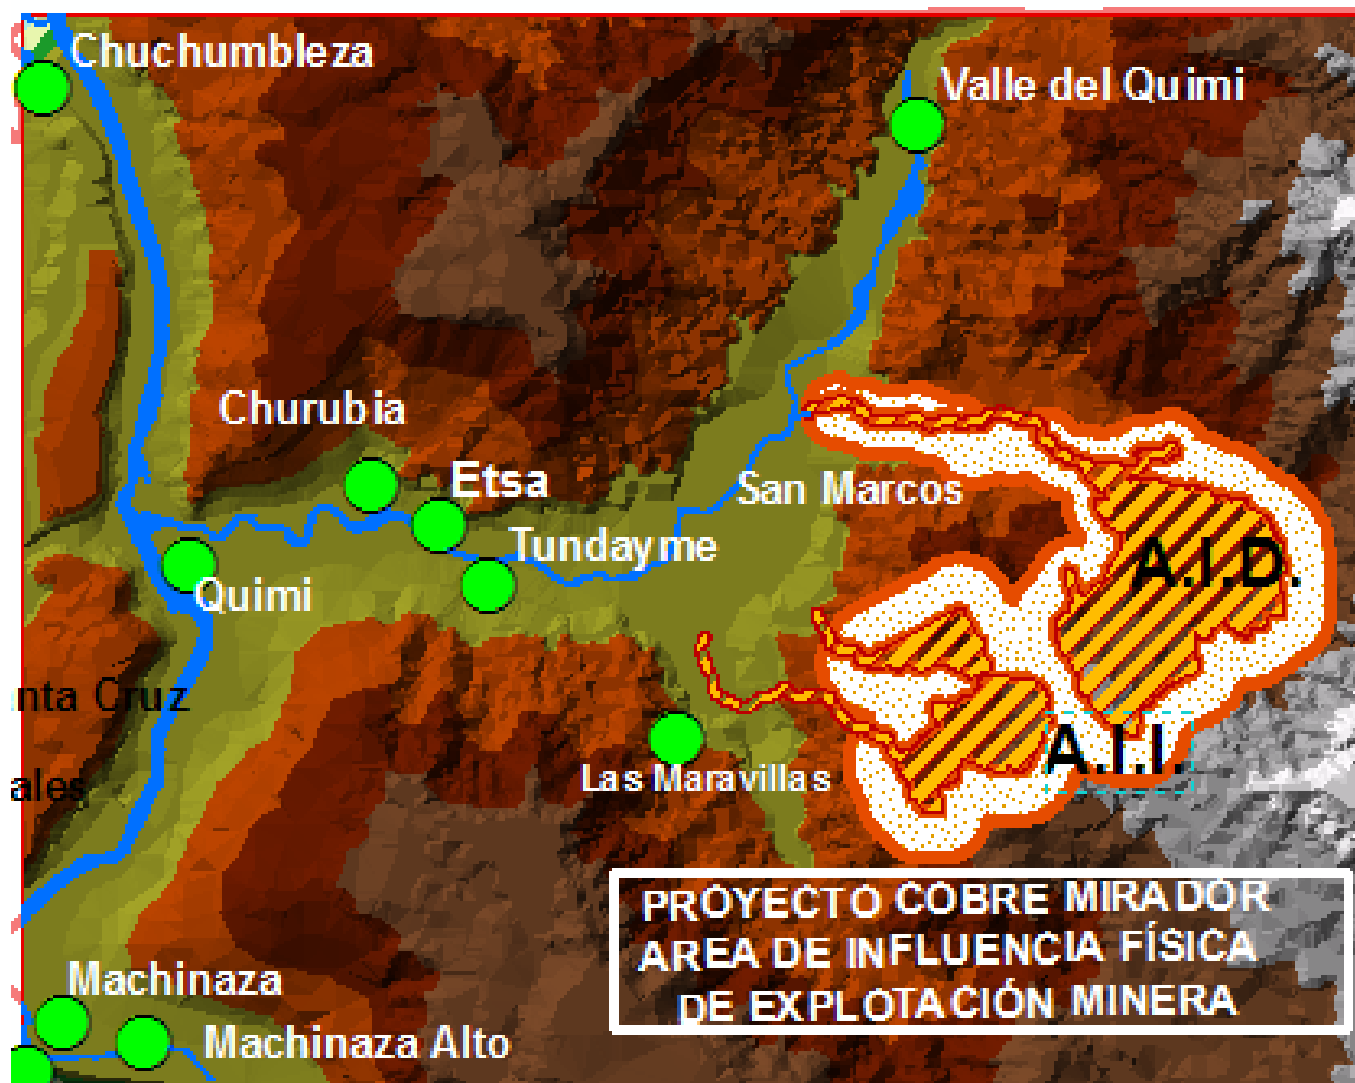 Chuchumbleza
Valle del Quimi
Churubia
Etsa
San Marcos
Tundayme
A.I.D.
Quimi
nta Cruz
A.I.I.
ales
Las Maravillas
PROYECTO COBRE MIRADOR
AREA DE INFLUENCIA FÍSICA
DE EXPLOTACIÓN MINERA
Machinaza
Machinaza Alto